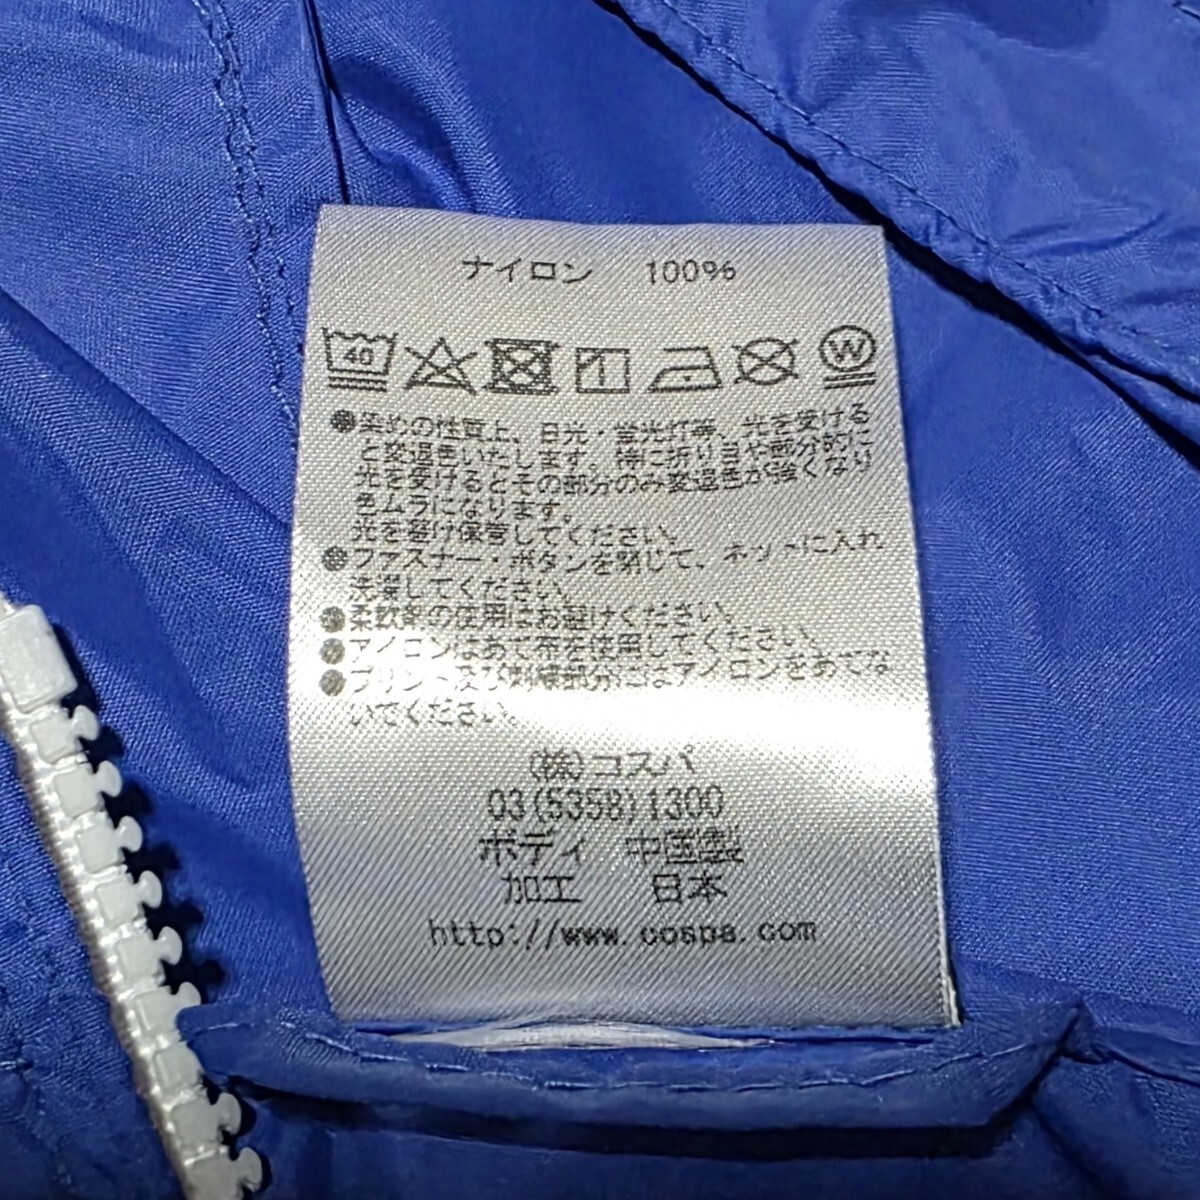 ナイロン 100%
40 W
●染めの性質上、日光・蛍光灯等、光を受ける
と変退色いたします。特に折り目や部分的に
光を受けるとその部分のみ変退色が強くなり
色ムラになります。
光を避け保管してください。
●ファスナー・ボタンを閉じて、ネットに入れ
洗濯してください。
●柔軟剤の使用はお避けください。
●アイロンはあて布を使用してください。
●プリント及び刺繍部分にはアイロンをあてな
いでください。
(株)コスパ
03(5358)1300
ボディ 中国製
加工 日本
http://www.cospa.com